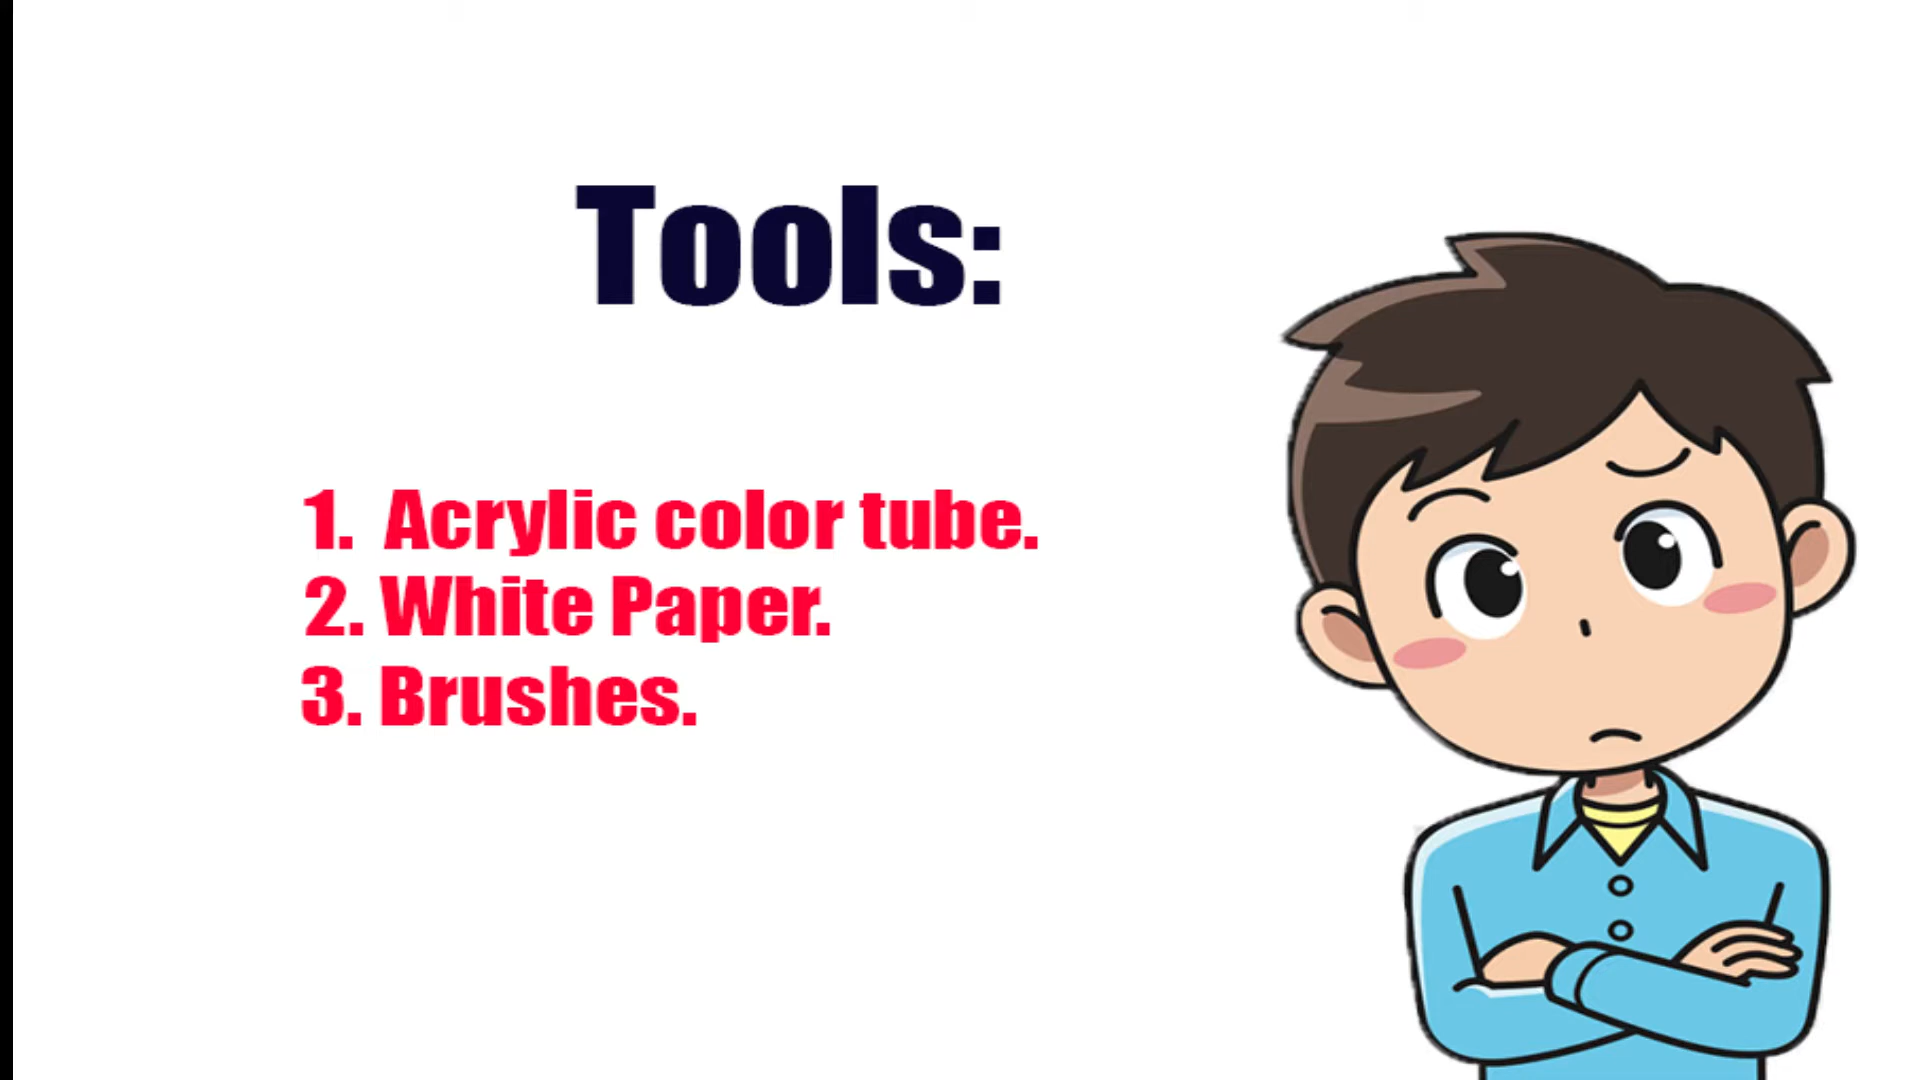 Tools:
1. Acrylic color tube.
2. White Paper.
3. Brushes.